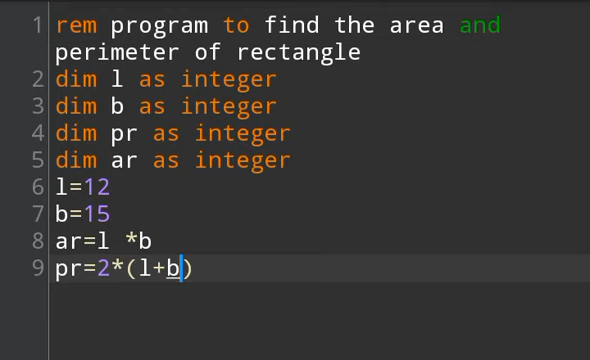 1 rem program to find the area and
perimeter of rectangle
2 dim l as integer
3 dim b as integer
4 dim pr as integer
5 dim ar as integer
6 l=12
7 b=15
8 ar=l *b
9 pr=2*(l+b)